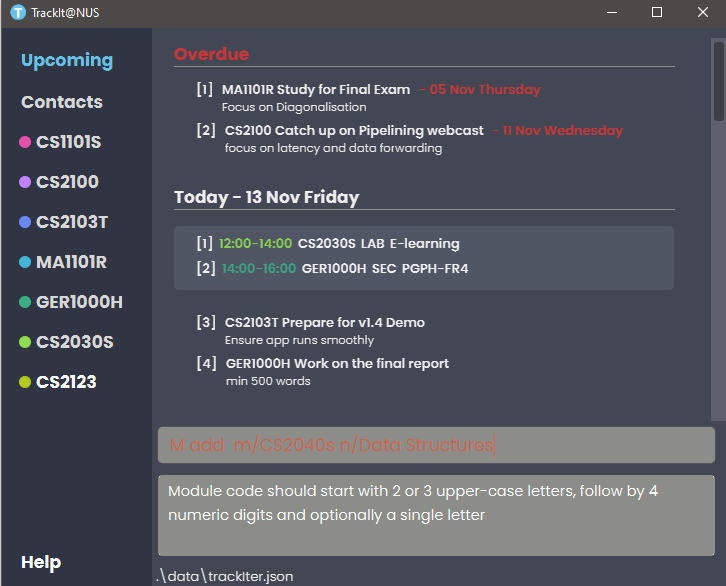 TrackIt@NUS
Upcoming
Contacts
CS1101S
CS2100
CS2103T
MA1101R
GER1000H
CS2030S
CS2123
Help
Overdue
[1] MA1101R Study for Final Exam - 05 Nov Thursday
Focus on Diagonalisation
[2] CS2100 Catch up on Pipelining webcast - 11 Nov Wednesday
focus on latency and data forwarding
Today - 13 Nov Friday
[1] 12:00-14:00 CS2030S LAB E-learning
[2] 14:00-16:00 GER1000H SEC PGPH-FR4
[3] CS2103T Prepare for v1.4 Demo
Ensure app runs smoothly
[4] GER1000H Work on the final report
min 500 words
M add m/CS2040s n/Data Structures
Module code should start with 2 or 3 upper-case letters, follow by 4
numeric digits and optionally a single letter
.\data\trackIter.json